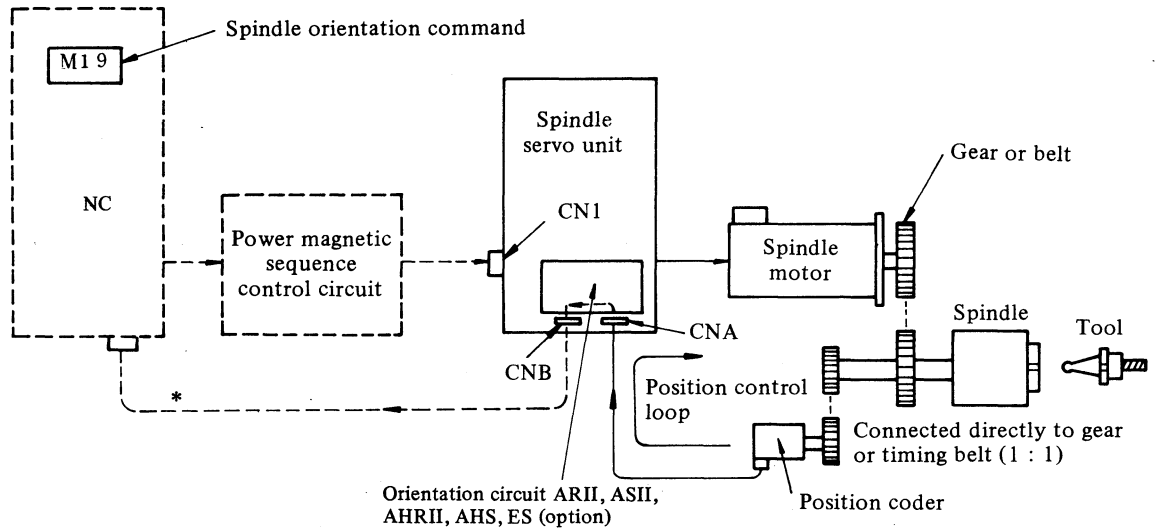 Spindle orientation command
M19
NC
Power magnetic
sequence
control circuit
CN1
Spindle
servo unit
CNB
CNA
Spindle
motor
Gear or belt
Spindle
Tool
Position control
loop
Connected directly to gear
or timing belt (1 : 1)
Position coder
Orientation circuit ARII, ASII,
AHRII, AHS, ES (option)
*